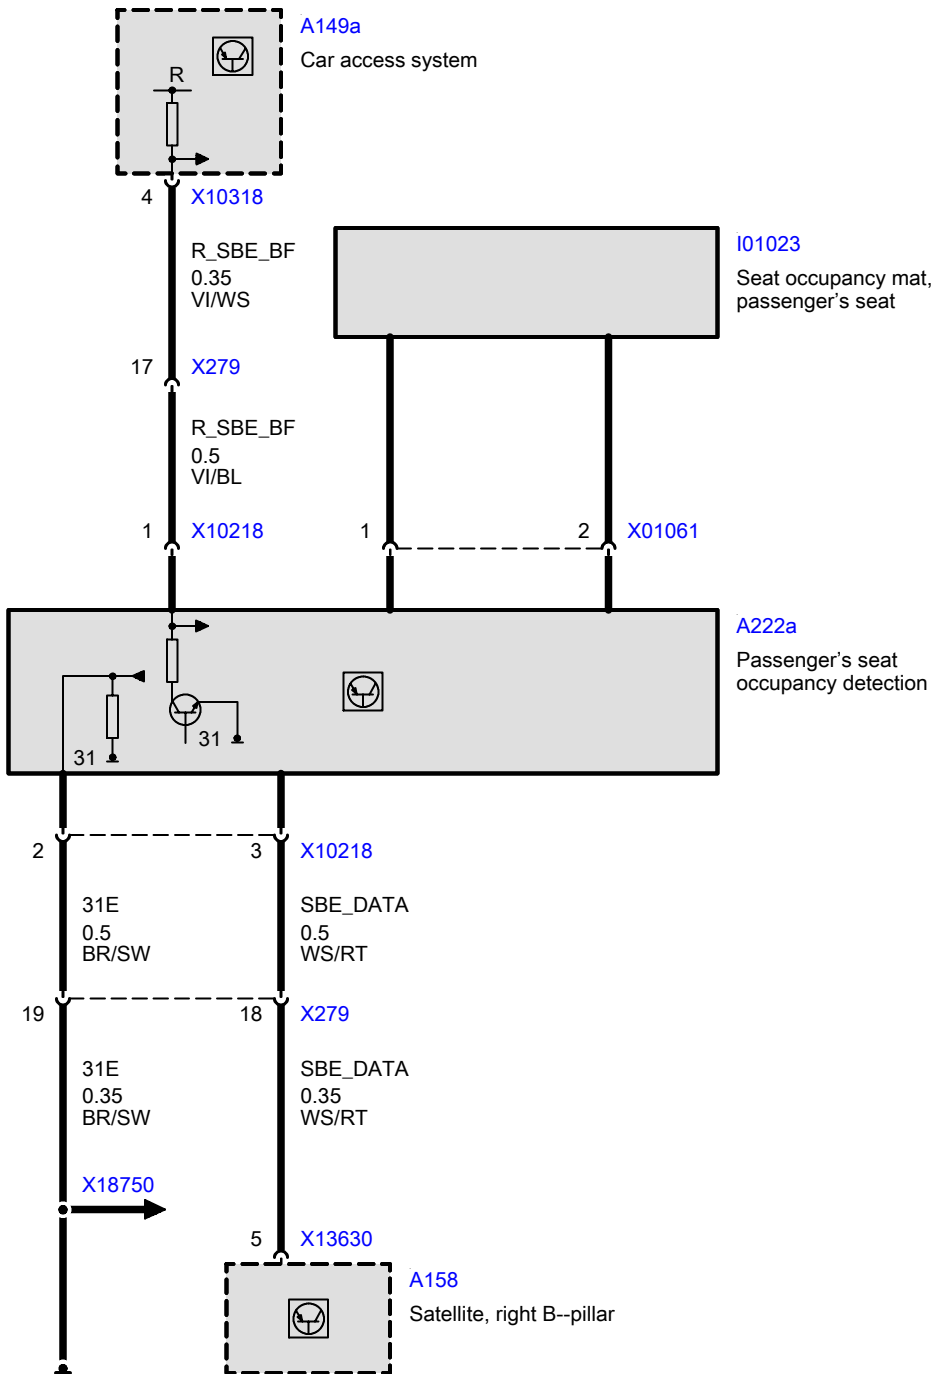 A149a
Car access system
R
4 X10318
R_SBE_BF
0.35
VI/WS
I01023
Seat occupancy mat,
passenger's seat
17 X279
R_SBE_BF
0.5
VI/BL
1 X10218
1 2 X01061
A222a
Passenger's seat
occupancy detection
31
31
2 3 X10218
31E SBE_DATA
0.5 0.5
BR/SW WS/RT
19 18 X279
31E SBE_DATA
0.35 0.35
BR/SW WS/RT
X18750
5 X13630
A158
Satellite, right B--pillar